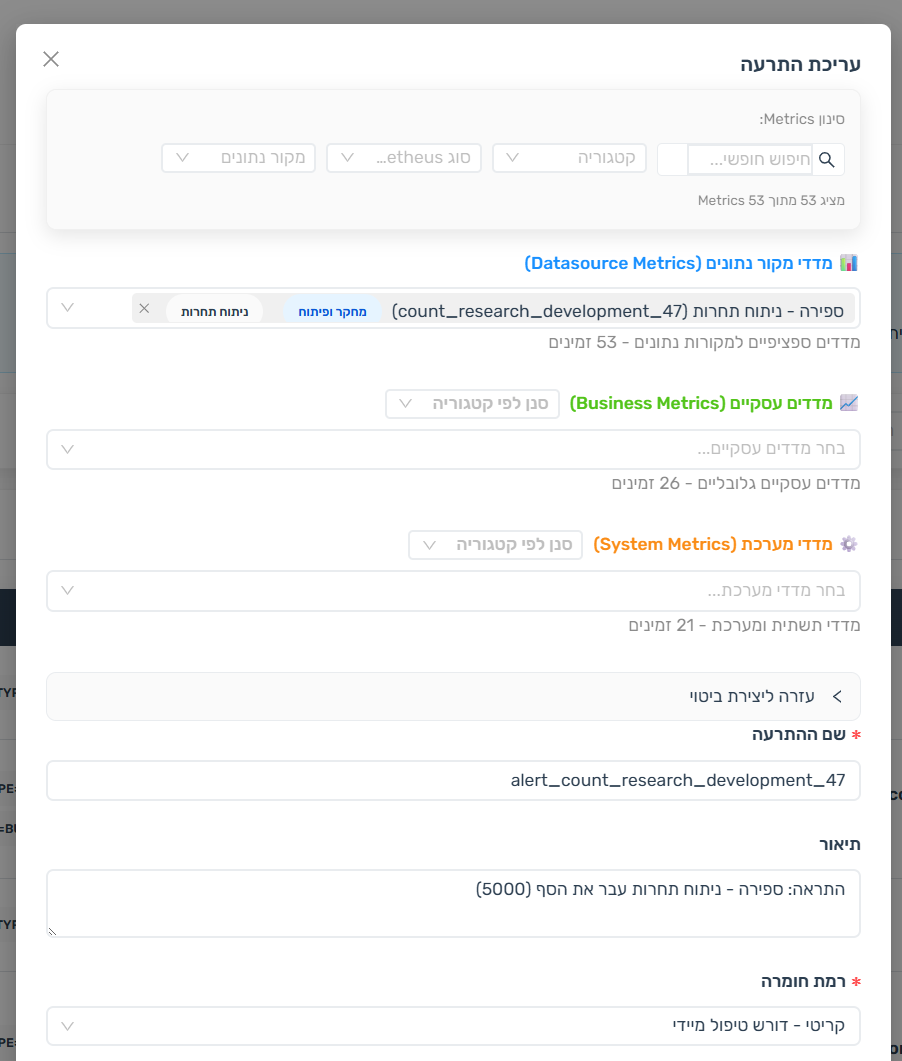 עריכת התרעה
סינון Metrics:
חיפוש חופשי... קטגוריה סוג etheus... מקור נתונים
מציג 53 מתוך 53 Metrics
מדדי מקור נתונים (Datasource Metrics)
ספירה - ניתוח תחרות (count_research_development_47) מחקר ופיתוח ניתוח תחרות
מדדים ספציפיים למקורות נתונים - 53 זמינים
מדדים עסקיים (Business Metrics) סנן לפי קטגוריה
בחר מדדים עסקיים...
מדדים עסקיים גלובליים - 26 זמינים
מדדי מערכת (System Metrics) סנן לפי קטגוריה
בחר מדדי מערכת...
מדדי תשתית ומערכת - 21 זמינים
עזרה ליצירת ביטוי
* שם ההתרעה
alert_count_research_development_47
תיאור
התראה: ספירה - ניתוח תחרות עבר את הסף (5000)
* רמת חומרה
קריטי - דורש טיפול מיידי